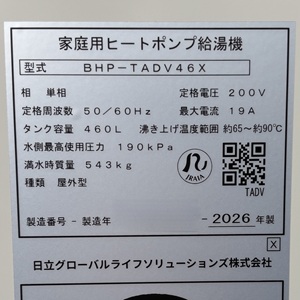 家庭用ヒートポンプ給湯機
型式 BHP-TADV46X
相 単相 定格電圧 200V
定格周波数 50/60Hz 最大電流 19A
タンク容量 460L 沸き上げ温度範囲 約65~約90℃
水側最高使用圧力 190kPa
満水時質量 543kg
種類 屋外型
JRAIA
TADV
製造番号-製造年 -2026年製
X
日立グローバルライフソリューションズ株式会社